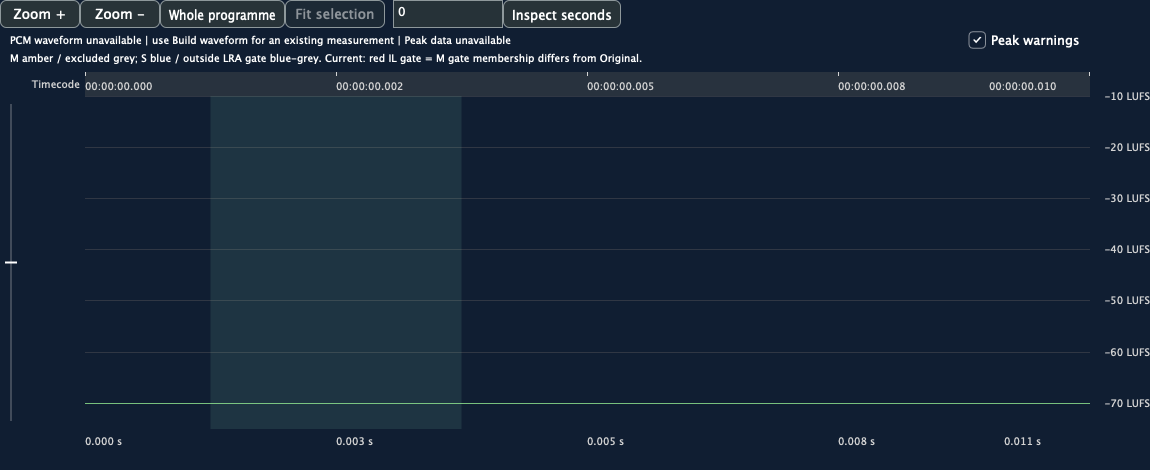 Zoom + Zoom – Whole programme Fit selection 0 Inspect seconds
PCM waveform unavailable | use Build waveform for an existing measurement | Peak data unavailable
Peak warnings
M amber / excluded grey; S blue / outside LRA gate blue-grey. Current: red IL gate = M gate membership differs from Original.
Timecode 00:00:00.000 00:00:00.002 00:00:00.005 00:00:00.008 00:00:00.010
-10 LUFS
-20 LUFS
-30 LUFS
-40 LUFS
-50 LUFS
-60 LUFS
-70 LUFS
0.000 s 0.003 s 0.005 s 0.008 s 0.011 s